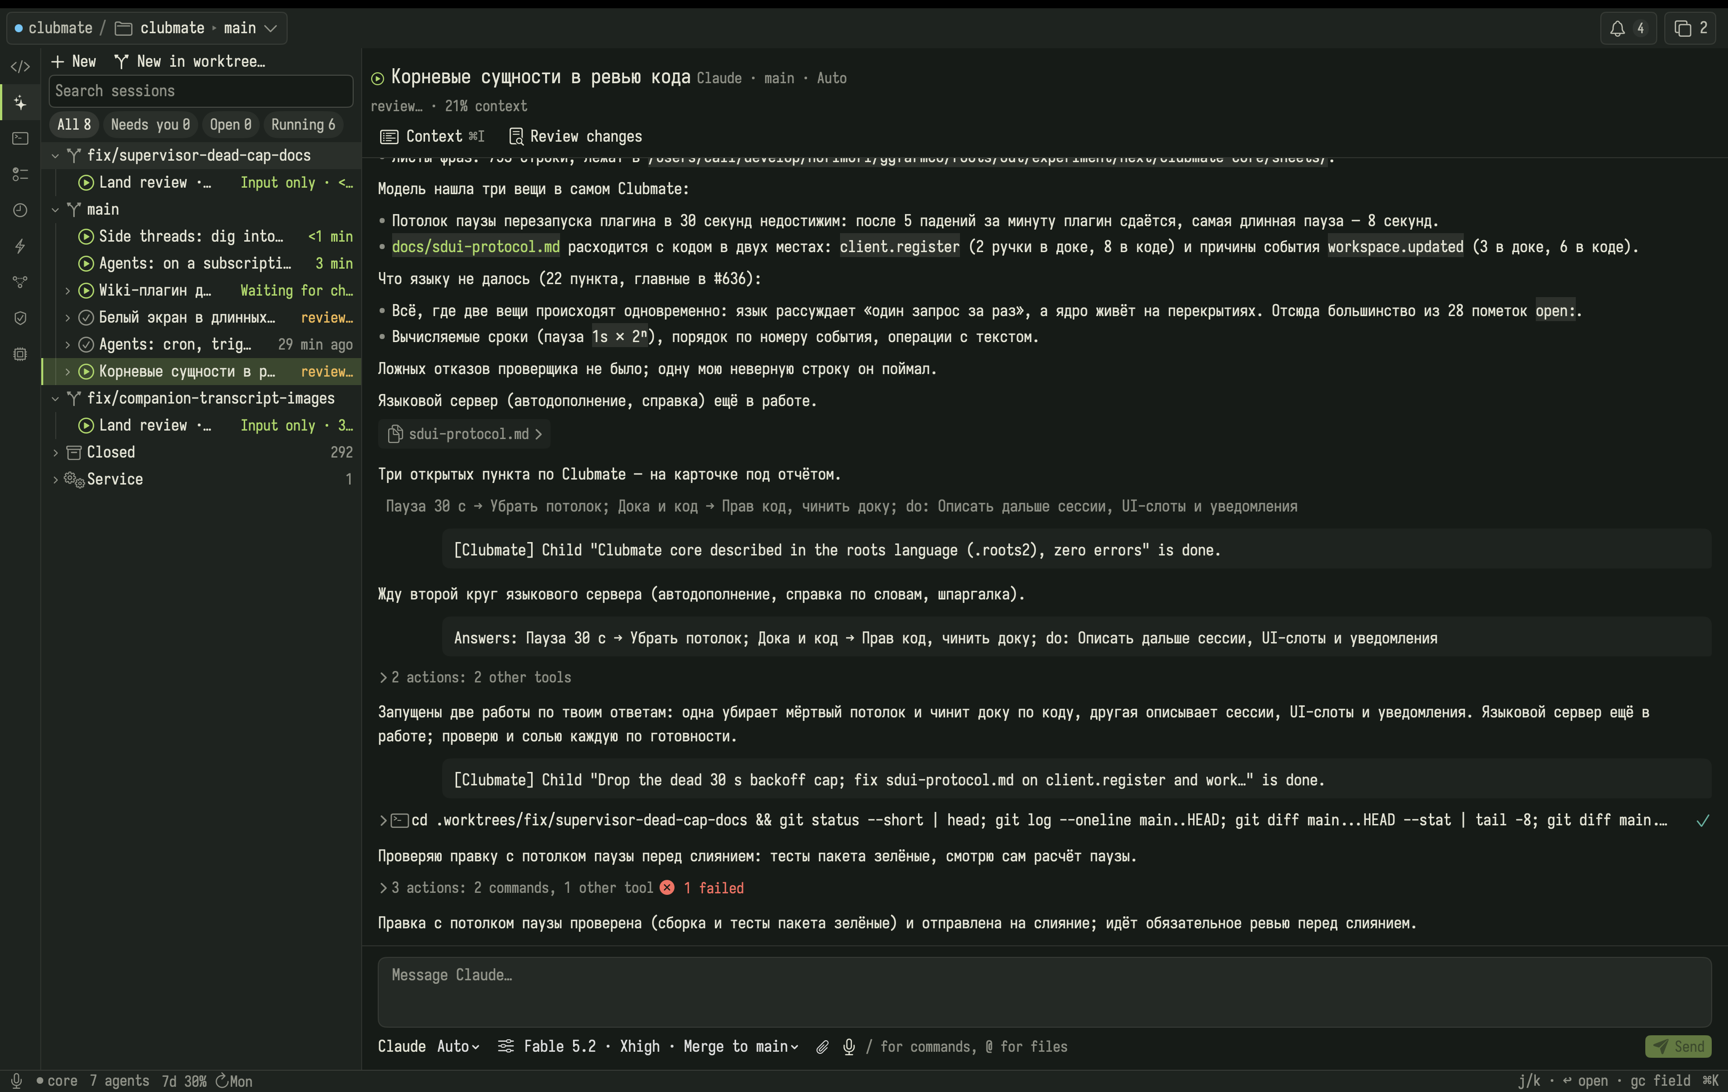 clubmate / clubmate ▸ main
4
2
+ New
New in worktree…
Search sessions
All 8
Needs you 0
Open 0
Running 6
fix/supervisor-dead-cap-docs
Land review ·… Input only · <…
main
Side threads: dig into… <1 min
Agents: on a subscripti… 3 min
Wiki-плагин д… Waiting for ch…
Белый экран в длинных… review…
Agents: cron, trig… 29 min ago
Корневые сущности в р… review…
fix/companion-transcript-images
Land review ·… Input only · 3…
Closed 292
Service 1
Корневые сущности в ревью кода Claude · main · Auto
review… · 21% context
Context ⌘I
Review changes
Модель нашла три вещи в самом Clubmate:
• Потолок паузы перезапуска плагина в 30 секунд недостижим: после 5 падений за минуту плагин сдаётся, самая длинная пауза — 8 секунд.
• docs/sdui-protocol.md расходится с кодом в двух местах: client.register (2 ручки в доке, 8 в коде) и причины события workspace.updated (3 в доке, 6 в коде).
Что языку не далось (22 пункта, главные в #636):
• Всё, где две вещи происходят одновременно: язык рассуждает «один запрос за раз», а ядро живёт на перекрытиях. Отсюда большинство из 28 пометок open:.
• Вычисляемые сроки (пауза 1s × 2ⁿ), порядок по номеру события, операции с текстом.
Ложных отказов проверщика не было; одну мою неверную строку он поймал.
Языковой сервер (автодополнение, справка) ещё в работе.
sdui-protocol.md >
Три открытых пункта по Clubmate — на карточке под отчётом.
Пауза 30 с → Убрать потолок; Дока и код → Прав код, чинить доку; do: Описать дальше сессии, UI-слоты и уведомления
[Clubmate] Child "Clubmate core described in the roots language (.roots2), zero errors" is done.
Жду второй круг языкового сервера (автодополнение, справка по словам, шпаргалка).
Answers: Пауза 30 с → Убрать потолок; Дока и код → Прав код, чинить доку; do: Описать дальше сессии, UI-слоты и уведомления
2 actions: 2 other tools
Запущены две работы по твоим ответам: одна убирает мёртвый потолок и чинит доку по коду, другая описывает сессии, UI-слоты и уведомления. Языковой сервер ещё в
работе; проверю и солью каждую по готовности.
[Clubmate] Child "Drop the dead 30 s backoff cap; fix sdui-protocol.md on client.register and work…" is done.
cd .worktrees/fix/supervisor-dead-cap-docs && git status --short | head; git log --oneline main..HEAD; git diff main...HEAD --stat | tail -8; git diff main.…
Проверяю правку с потолком паузы перед слиянием: тесты пакета зелёные, смотрю сам расчёт паузы.
3 actions: 2 commands, 1 other tool 1 failed
Правка с потолком паузы проверена (сборка и тесты пакета зелёные) и отправлена на слияние; идёт обязательное ревью перед слиянием.
Message Claude…
Claude Auto Fable 5.2 · Xhigh · Merge to main / for commands, @ for files
Send
core 7 agents 7d 30% Mon
j/k · ↵ open · gc field ⌘K